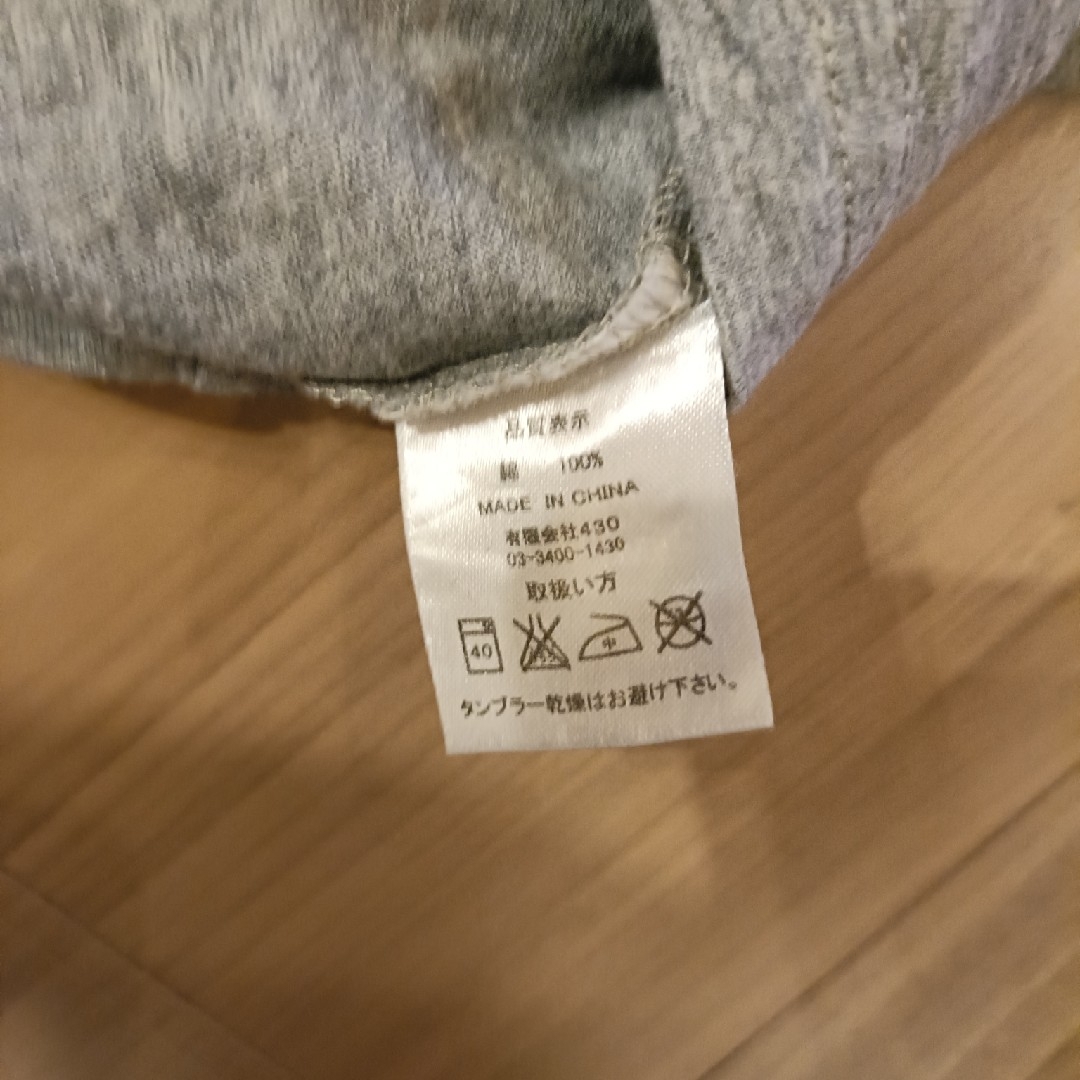 品質表示
綿 100%
MADE IN CHINA
有限会社430
03-3400-1430
取扱い方
40 中
タンブラー乾燥はお避け下さい。